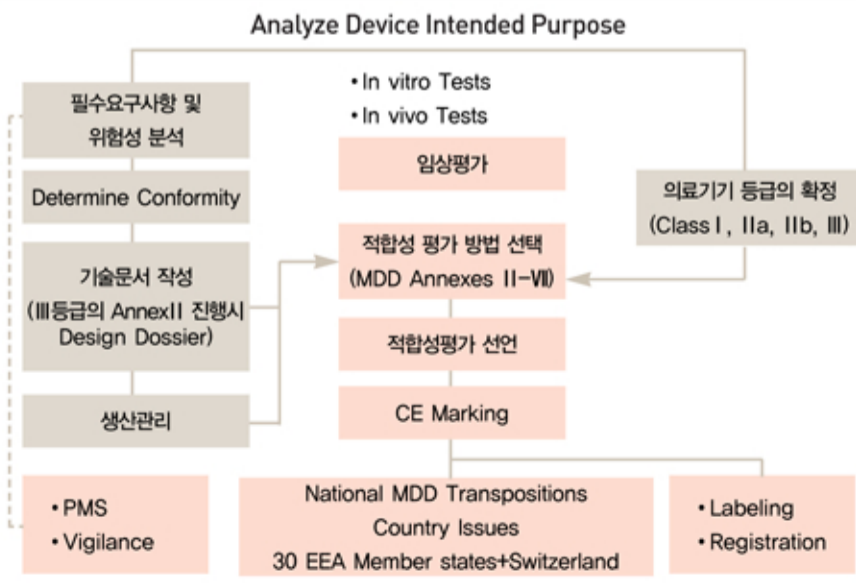 Analyze Device Intended Purpose
필수요구사항 및
위험성 분석
Determine Conformity
기술문서 작성
(Ⅲ등급의 AnnexII 진행시
Design Dossier)
생산관리
• PMS
• Vigilance
• In vitro Tests
• In vivo Tests
임상평가
적합성 평가 방법 선택
(MDD Annexes II-Ⅶ)
적합성평가 선언
CE Marking
National MDD Transpositions
Country Issues
30 EEA Member states+Switzerland
의료기기 등급의 확정
(Class I, IIa, IIb, Ⅲ)
• Labeling
• Registration